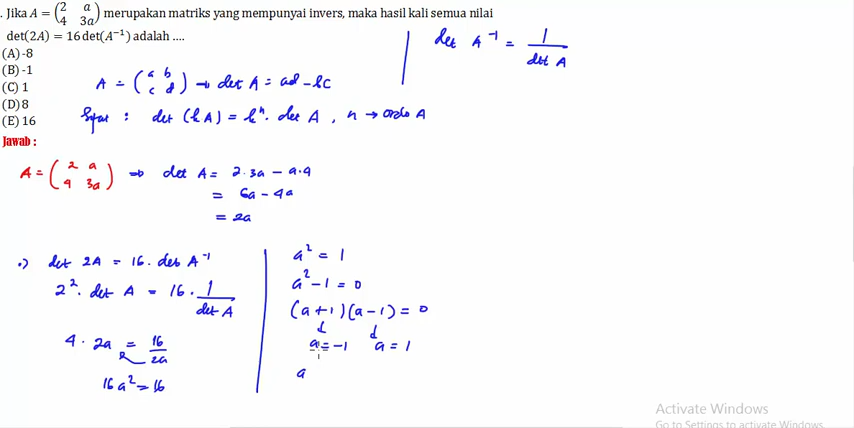 . Jika A = (2 a
4 3a) merupakan matriks yang mempunyai invers, maka hasil kali semua nilai
det(2A) = 16 det(A⁻¹) adalah ....
(A) -8
(B) -1
(C) 1
(D) 8
(E) 16
Jawab :
det A⁻¹ = 1/det A
A = (a b
c d) → det A = ad - bc
Sifat : det (kA) = kⁿ. det A , n → ordo A
A = (2 a
4 3a) ⇒ det A = 2.3a - a.4
= 6a - 4a
= 2a
•) det 2A = 16. det A⁻¹
2². det A = 16. 1/det A
4. 2a = 16/2a
16a² = 16
a² = 1
a² - 1 = 0
(a + 1)(a - 1) = 0
a = -1 a = 1
1
a
Activate Windows
Go to Settings to activate Windows.